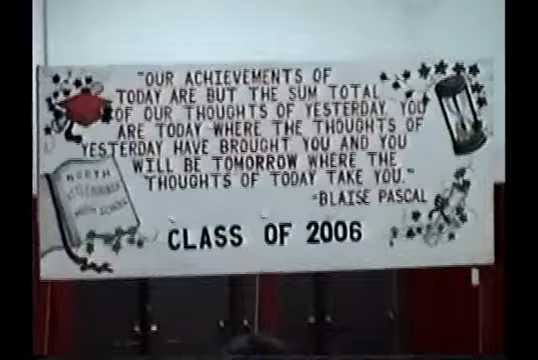 "OUR ACHIEVEMENTS OF
TODAY ARE BUT THE SUM TOTAL
OF OUR THOUGHTS OF YESTERDAY. YOU
ARE TODAY WHERE THE THOUGHTS OF
YESTERDAY HAVE BROUGHT YOU AND YOU
WILL BE TOMORROW WHERE THE
THOUGHTS OF TODAY TAKE YOU."
-BLAISE PASCAL
NORTH
HIGH SCHOOL
CLASS OF 2006